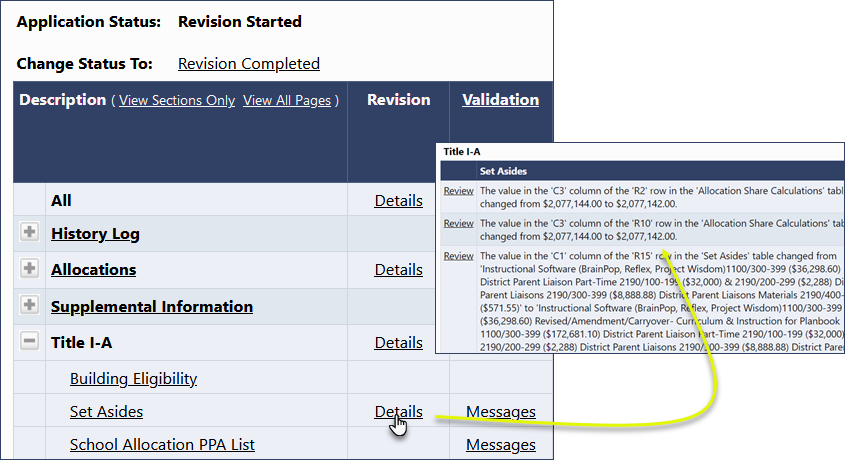 Application Status: Revision Started
Change Status To: Revision Completed
Description ( View Sections Only View All Pages ) Revision Validation
All Details
History Log
Allocations Details
Supplemental Information
Title I-A Details
Building Eligibility
Set Asides Details Messages
School Allocation PPA List Messages
Title I-A
Set Asides
Review The value in the 'C3' column of the 'R2' row in the 'Allocation Share Calculations' table
changed from $2,077,144.00 to $2,077,142.00.
Review The value in the 'C3' column of the 'R10' row in the 'Allocation Share Calculations' tab
changed from $2,077,144.00 to $2,077,142.00.
Review The value in the 'C1' column of the 'R15' row in the 'Set Asides' table changed from
'Instructional Software (BrainPop, Reflex, Project Wisdom)1100/300-399 ($36,298.60)
District Parent Liaison Part-Time 2190/100-199 ($32,000) & 2190/200-299 ($2,288) Di
Parent Liaisons 2190/300-399 ($8,888.88) District Parent Liaisons Materials 2190/400-
($571.55)' to 'Instructional Software (BrainPop, Reflex, Project Wisdom)1100/300-399
($36,298.60) Revised/Amendment/Carryover- Curriculum & Instruction for Planbook
1100/300-399 ($172,681.10) District Parent Liaison Part-Time 2190/100-199 ($32,000)
2190/200-299 ($2,288) District Parent Liaisons 2190/300-399 ($8,888.88) District Paren